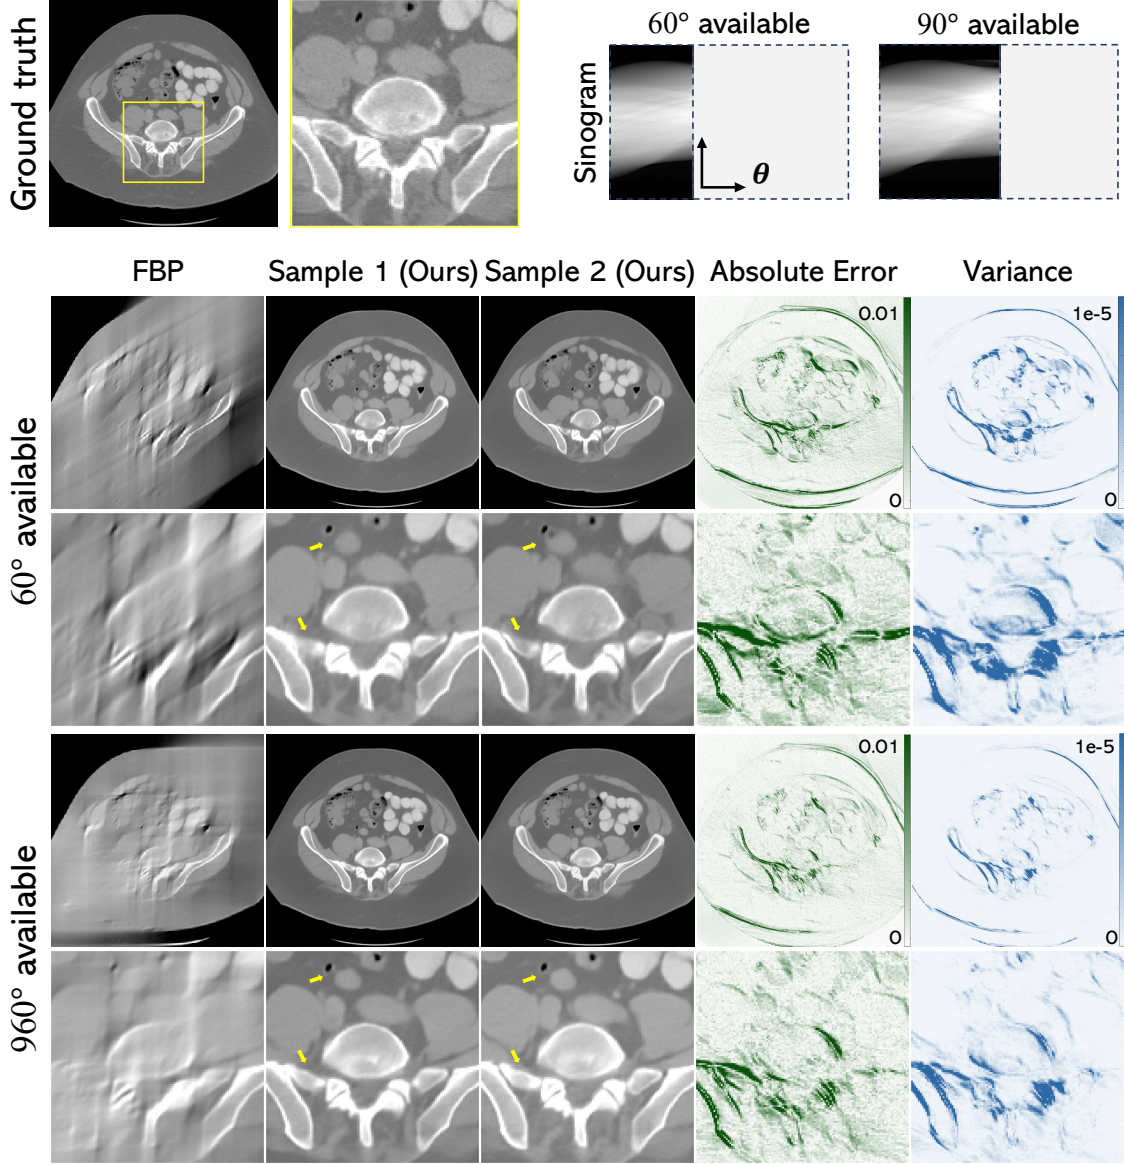 Ground truth
60° available
90° available
Sinogram
θ
FBP
Sample 1 (Ours)
Sample 2 (Ours)
Absolute Error
Variance
60° available
0.01
0
1e-5
0
960° available
0.01
0
1e-5
0